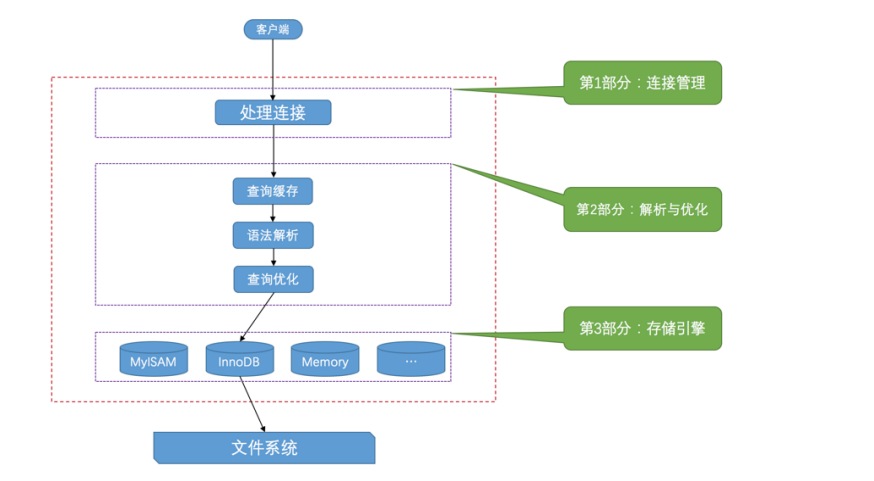 客户端
第1部分：连接管理
处理连接
查询缓存
第2部分：解析与优化
语法解析
查询优化
第3部分：存储引擎
MyISAM
InnoDB
Memory
…
文件系统